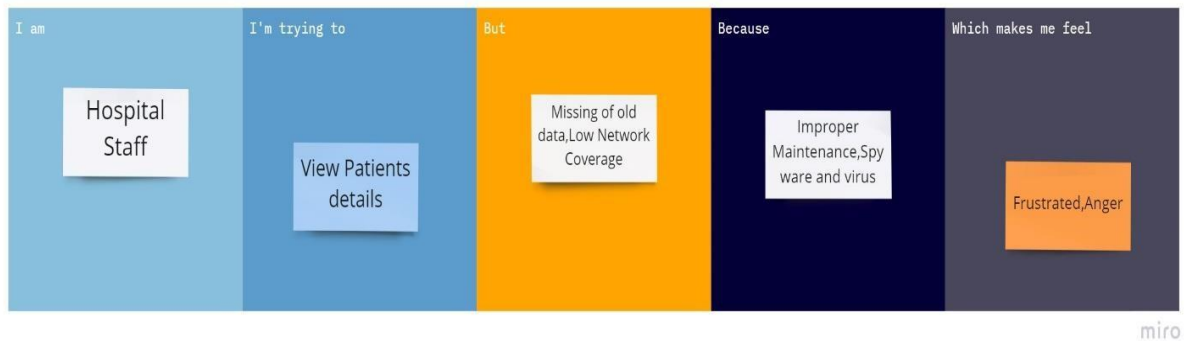 I am
Hospital
Staff
I'm trying to
View Patients
details
But
Missing of old
data,Low Network
Coverage
Because
Improper
Maintenance,Spy
ware and virus
Which makes me feel
Frustrated,Anger
miro